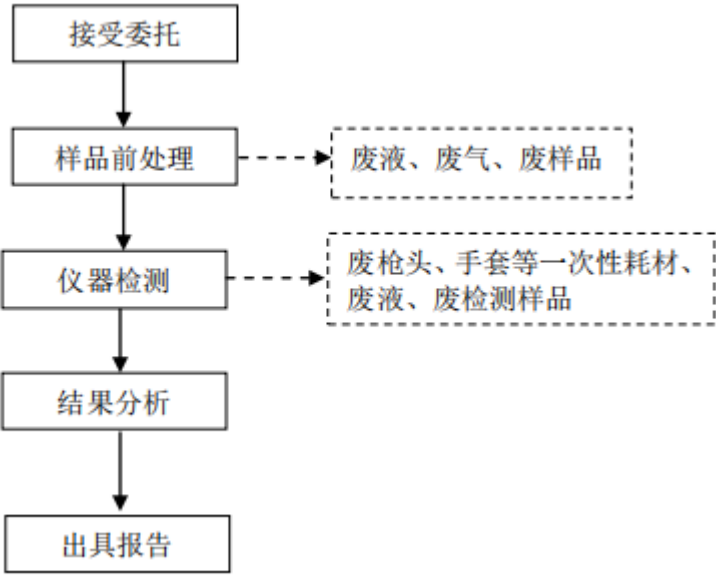 接受委托
样品前处理
废液、废气、废样品
仪器检测
废枪头、手套等一次性耗材、
废液、废检测样品
结果分析
出具报告